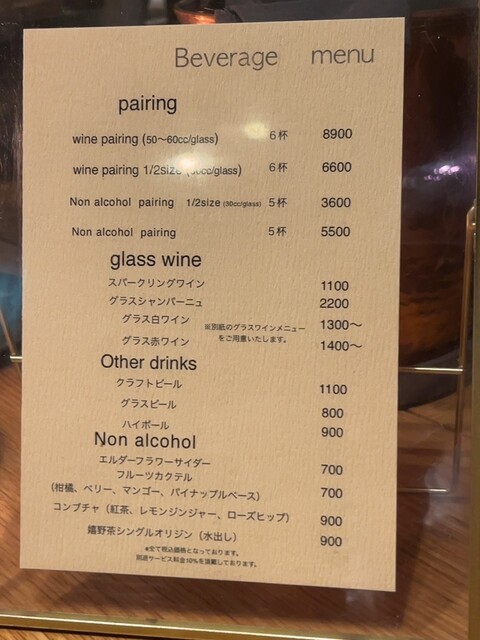 Beverage menu
pairing
wine pairing (50〜60cc/glass) 6杯 8900
wine pairing 1/2size (30cc/glass) 6杯 6600
Non alcohol pairing 1/2size (30cc/glass) 5杯 3600
Non alcohol pairing 5杯 5500
glass wine
スパークリングワイン 1100
グラスシャンパーニュ 2200
グラス白ワイン ※別紙のグラスワインメニュー 1300〜
グラス赤ワイン をご用意いたします。 1400〜
Other drinks
クラフトビール 1100
グラスビール 800
ハイボール 900
Non alcohol
エルダーフラワーサイダー 700
フルーツカクテル
(柑橘、ベリー、マンゴー、パイナップルベース) 700
コンブチャ(紅茶、レモンジンジャー、ローズヒップ) 900
嬉野茶シングルオリジン(水出し) 900
※全て税込価格となっております。
別途サービス料金10%を頂戴しております。